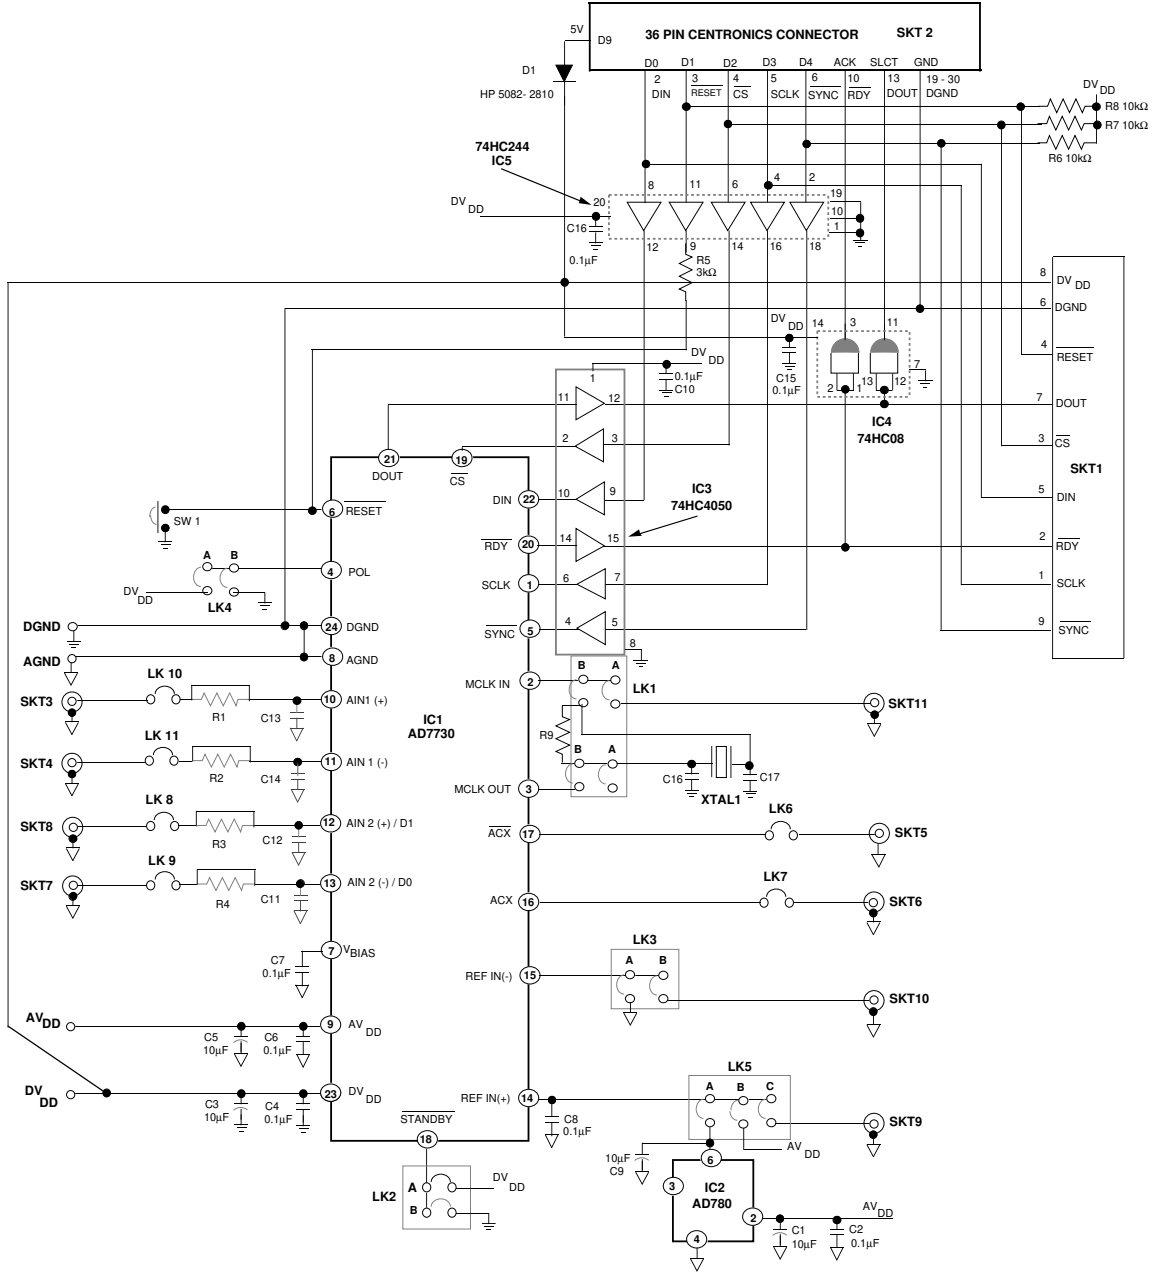 36 PIN CENTRONICS CONNECTOR SKT 2
5V D9
D0 D1 D2 D3 D4 ACK SLCT GND
2 3 4 5 6 10 13 19 - 30
DIN RESET CS SCLK SYNC RDY DOUT DGND
D1
HP 5082- 2810
DV DD
R8 10kΩ
R7 10kΩ
R6 10kΩ
74HC244
IC5
8 11 6 4 2
DV DD 20
19
10
1
C16
0.1µF
12 9 14 16 18
R5
3kΩ
8 DV DD
6 DGND
4 RESET
7 DOUT
3 CS
SKT1
5 DIN
2 RDY
1 SCLK
9 SYNC
DV DD 14 3 11
C15
0.1µF
2 1 13 12 7
IC4
74HC08
DV DD
0.1µF
C10
1
11 12
2 3
10 9
14 15
6 7
4 5
8
IC3
74HC4050
21 DOUT
19 CS
SW 1
6 RESET
22 DIN
20 RDY
1 SCLK
5 SYNC
A B
DV DD
LK4
4 POL
DGND
24 DGND
AGND
8 AGND
IC1
AD7730
2 MCLK IN
B A
LK1
SKT11
R9
B A
3 MCLK OUT
C16
C17
XTAL1
SKT3 LK 10 R1 C13 10 AIN1 (+)
SKT4 LK 11 R2 C14 11 AIN 1 (-)
SKT8 LK 8 R3 C12 12 AIN 2 (+) / D1
SKT7 LK 9 R4 C11 13 AIN 2 (-) / D0
ACX 17 LK6 SKT5
ACX 16 LK7 SKT6
C7
0.1µF
7 VBIAS
LK3
A B
REF IN(-) 15
SKT10
AVDD
C5
10µF
C6
0.1µF
9 AV DD
DV DD
C3
10µF
C4
0.1µF
23 DV DD
LK5
A B C
REF IN(+) 14
C8
0.1µF
SKT9
AV DD
STANDBY
18
LK2
A
B
DV DD
10µF
C9
6
3
IC2
AD780
2
4
AVDD
C1
10µF
C2
0.1µF